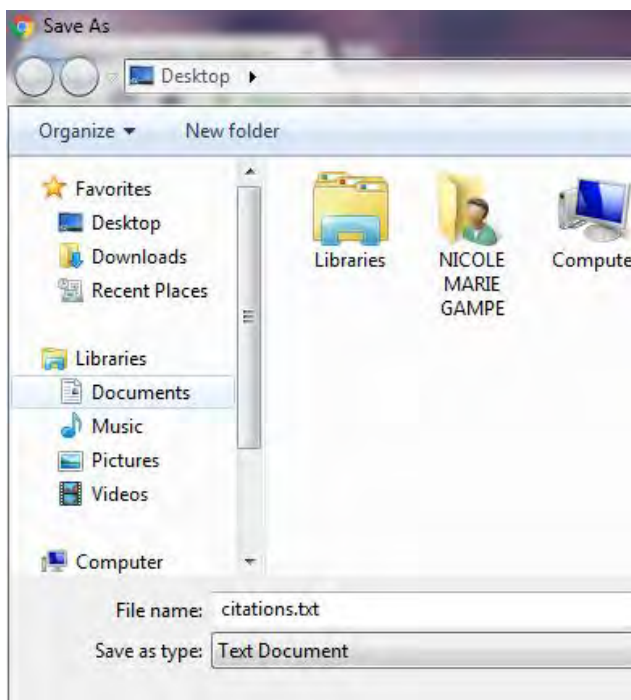 Save As
Desktop
Organize
New folder
Favorites
Desktop
Downloads
Recent Places
Libraries
Documents
Music
Pictures
Videos
Computer
Libraries
NICOLE
MARIE
GAMPE
Compute
File name: citations.txt
Save as type: Text Document